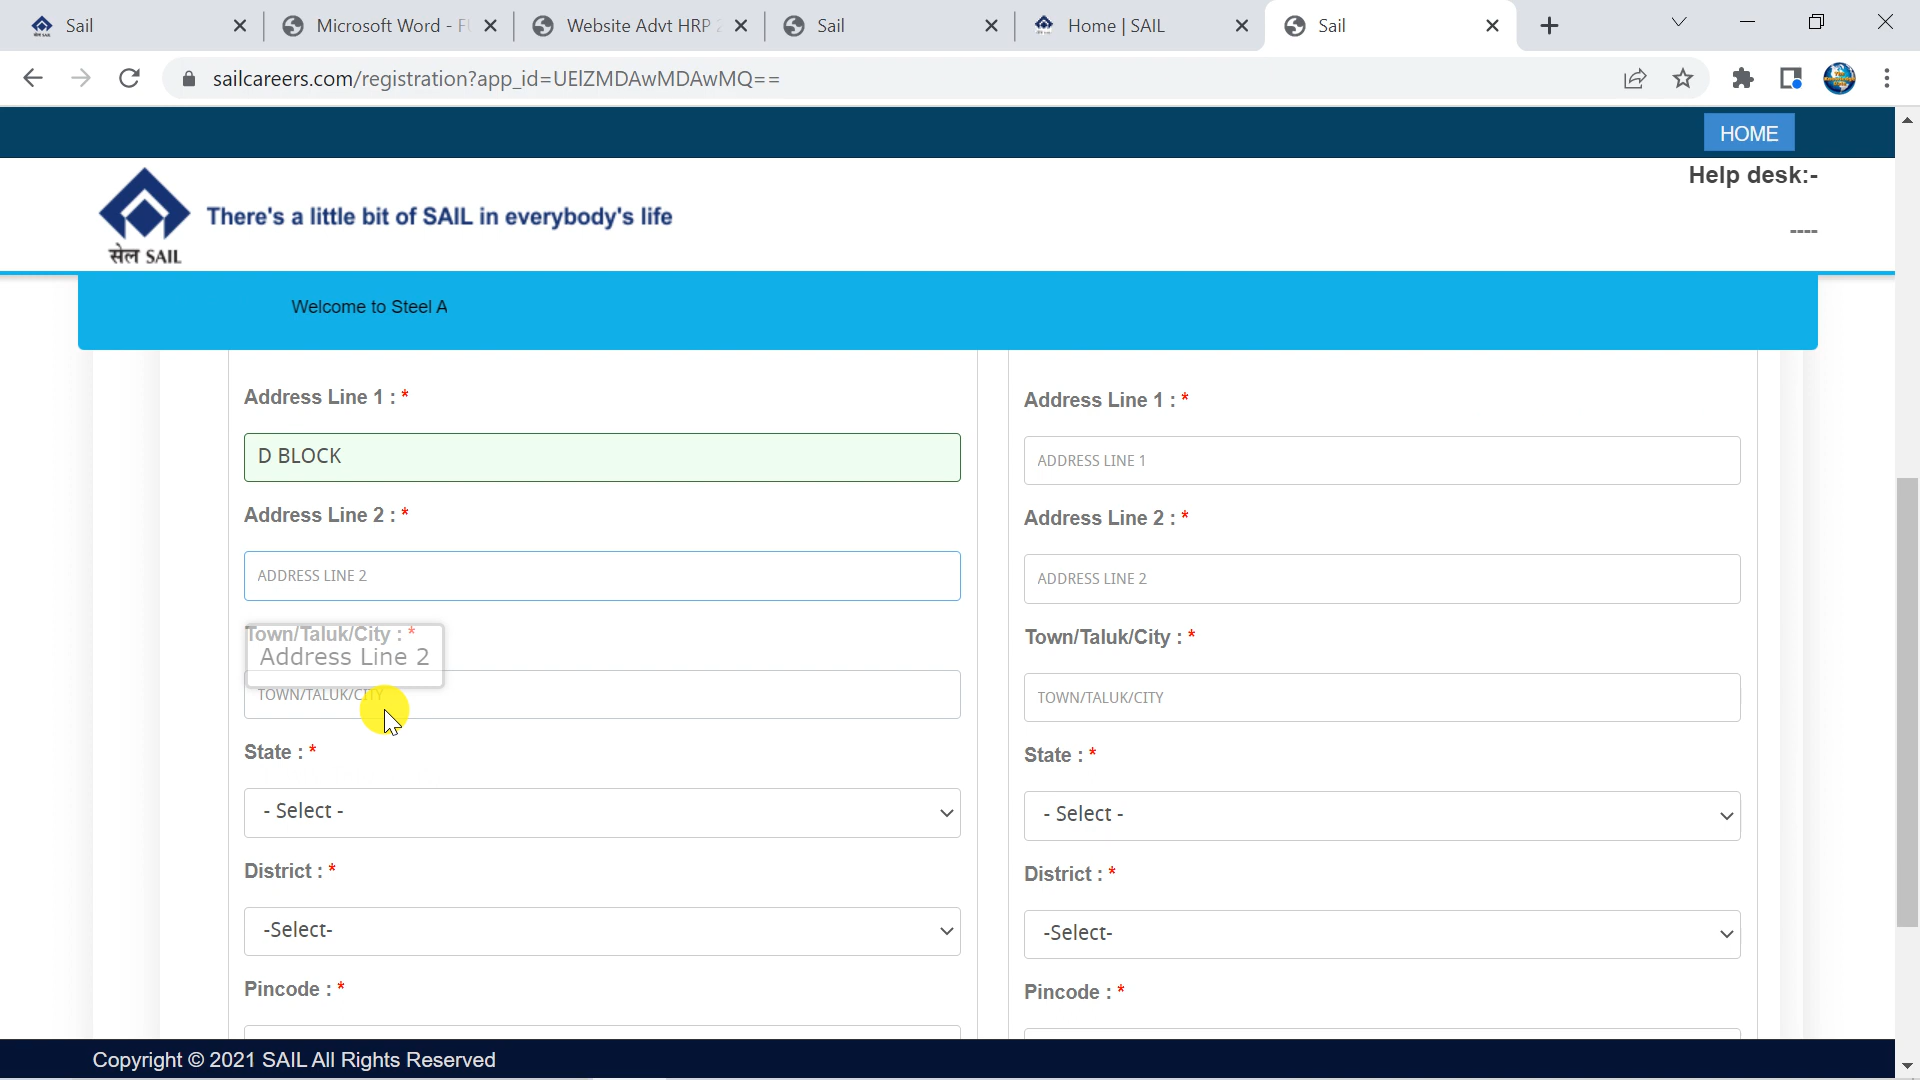 Sail
Microsoft Word - F
Website Advt HRP 2
Sail
Home | SAIL
Sail
sailcareers.com/registration?app_id=UElZMDAwMDAwMQ==
HOME
Help desk:-
----
There's a little bit of SAIL in everybody's life
सेल SAIL
Welcome to Steel A
Address Line 1 : *
D BLOCK
Address Line 2 : *
ADDRESS LINE 2
Town/Taluk/City : *
Address Line 2
TOWN/TALUK/CITY
State : *
- Select -
District : *
-Select-
Pincode : *
Address Line 1 : *
ADDRESS LINE 1
Address Line 2 : *
ADDRESS LINE 2
Town/Taluk/City : *
TOWN/TALUK/CITY
State : *
- Select -
District : *
-Select-
Pincode : *
Copyright © 2021 SAIL All Rights Reserved